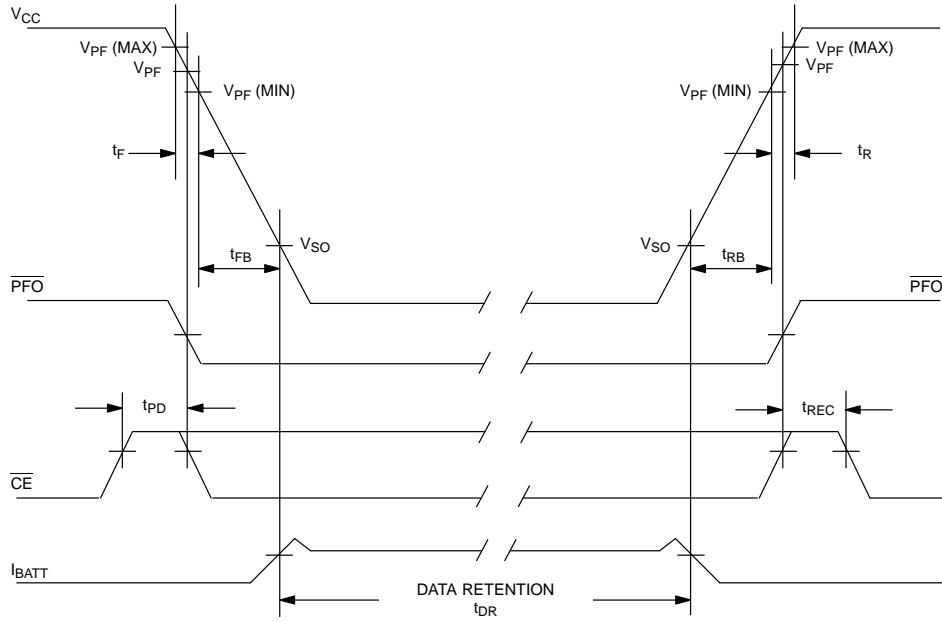 VCC
VPF (MAX)
VPF
VPF (MIN)
tF
VSO
tFB
VPF (MAX)
VPF
VPF (MIN)
tR
VSO
tRB
PFO
PFO
tPD
tREC
CE
IBATT
DATA RETENTION
tDR